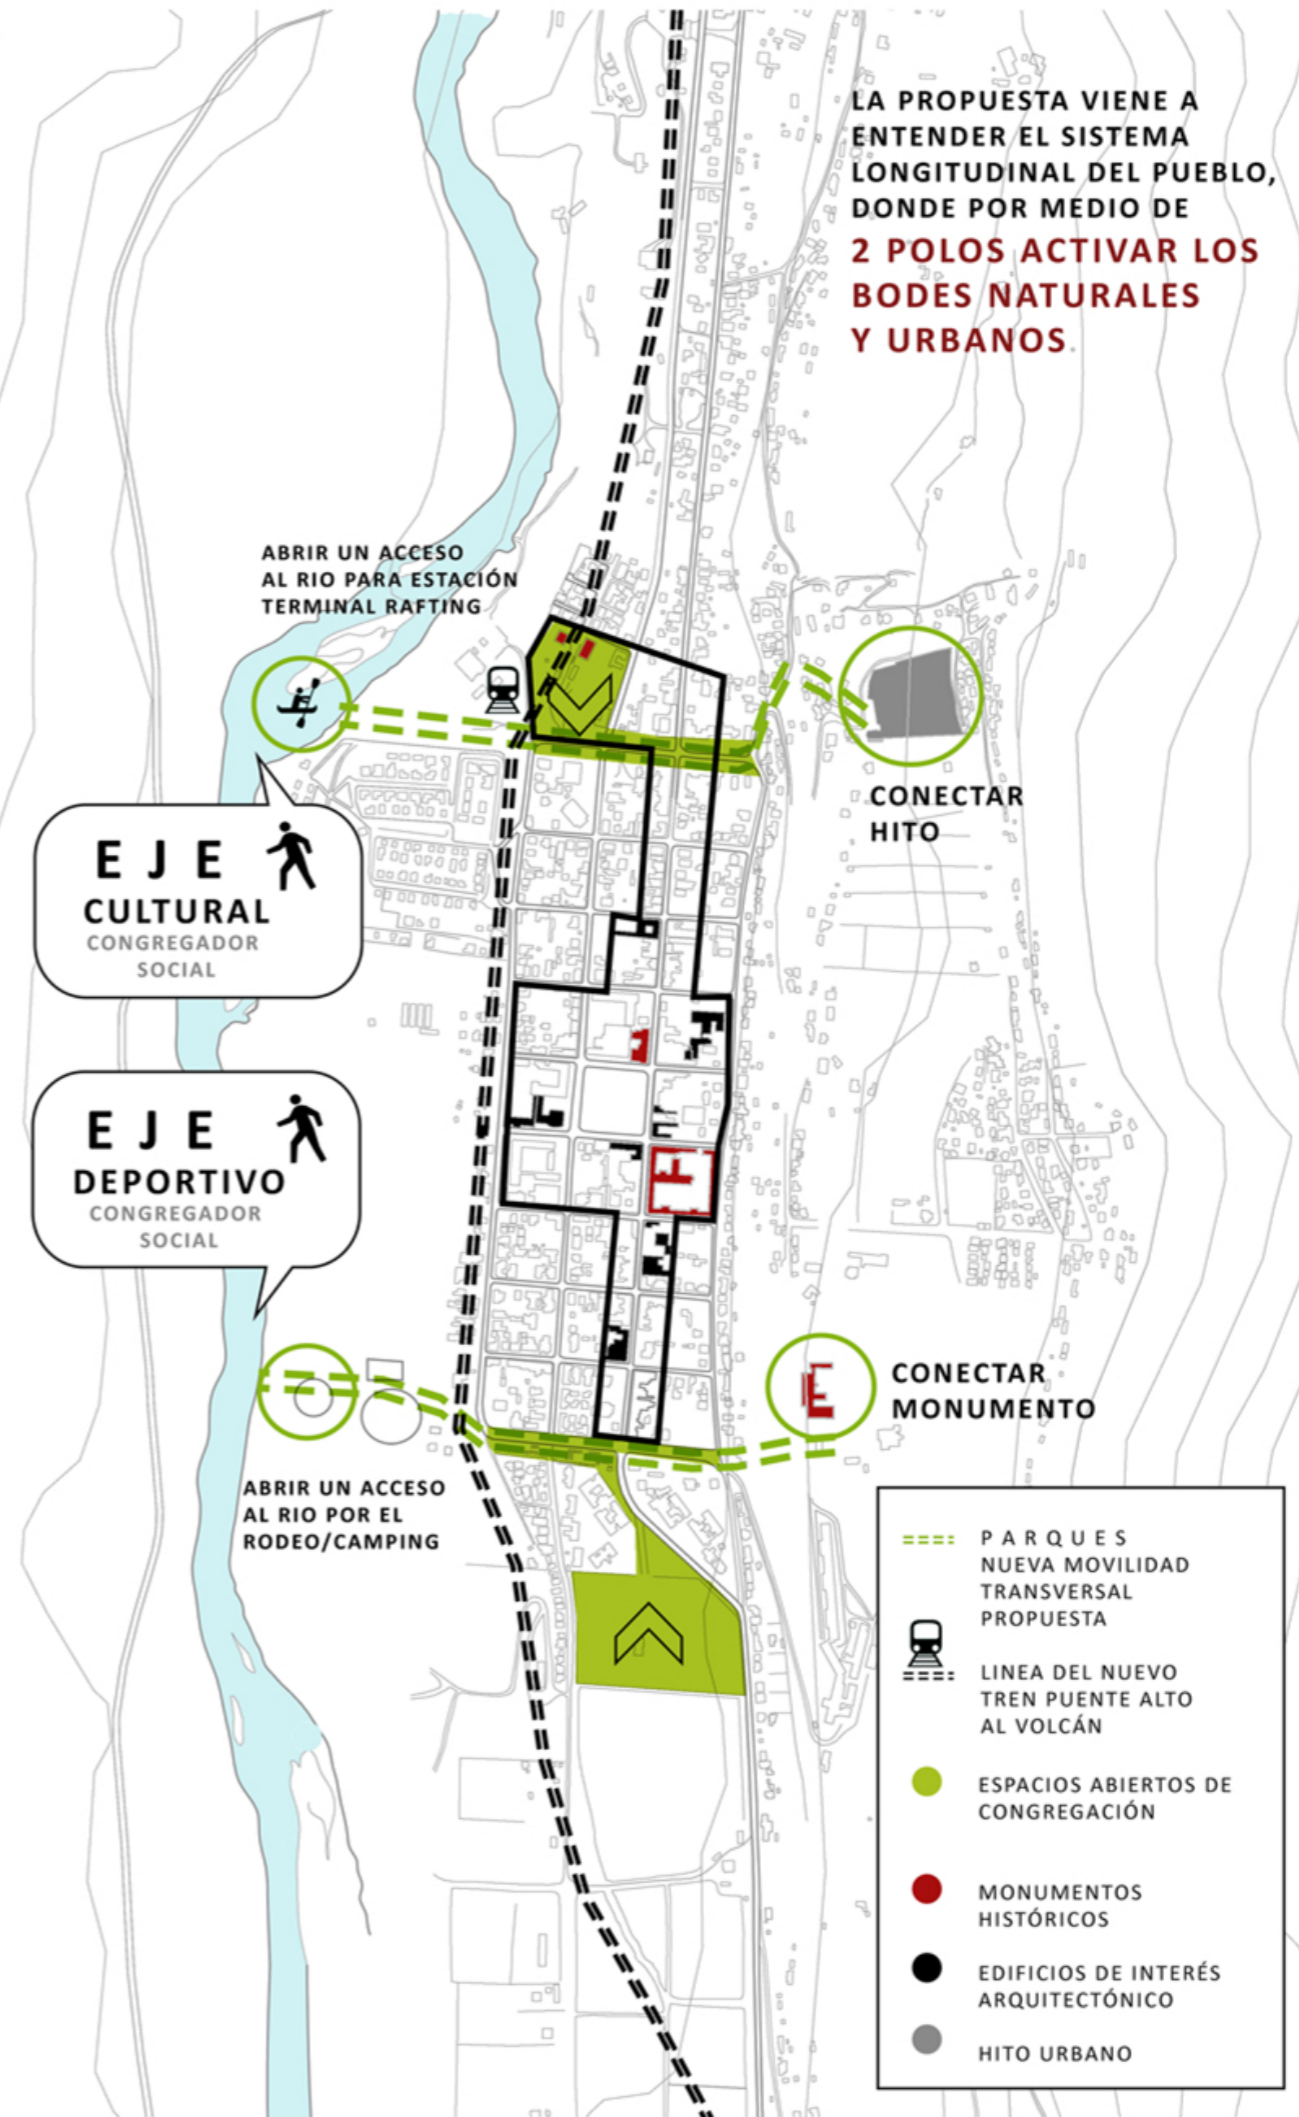 LA PROPUESTA VIENE A
ENTENDER EL SISTEMA
LONGITUDINAL DEL PUEBLO,
DONDE POR MEDIO DE
2 POLOS ACTIVAR LOS
BODES NATURALES
Y URBANOS.
ABRIR UN ACCESO
AL RIO PARA ESTACIÓN
TERMINAL RAFTING
CONECTAR
HITO
EJE
CULTURAL
CONGREGADOR
SOCIAL
EJE
DEPORTIVO
CONGREGADOR
SOCIAL
CONECTAR
MONUMENTO
ABRIR UN ACCESO
AL RIO POR EL
RODEO/CAMPING
PARQUES
NUEVA MOVILIDAD
TRANSVERSAL
PROPUESTA
LINEA DEL NUEVO
TREN PUENTE ALTO
AL VOLCÁN
ESPACIOS ABIERTOS DE
CONGREGACIÓN
MONUMENTOS
HISTÓRICOS
EDIFICIOS DE INTERÉS
ARQUITECTÓNICO
HITO URBANO